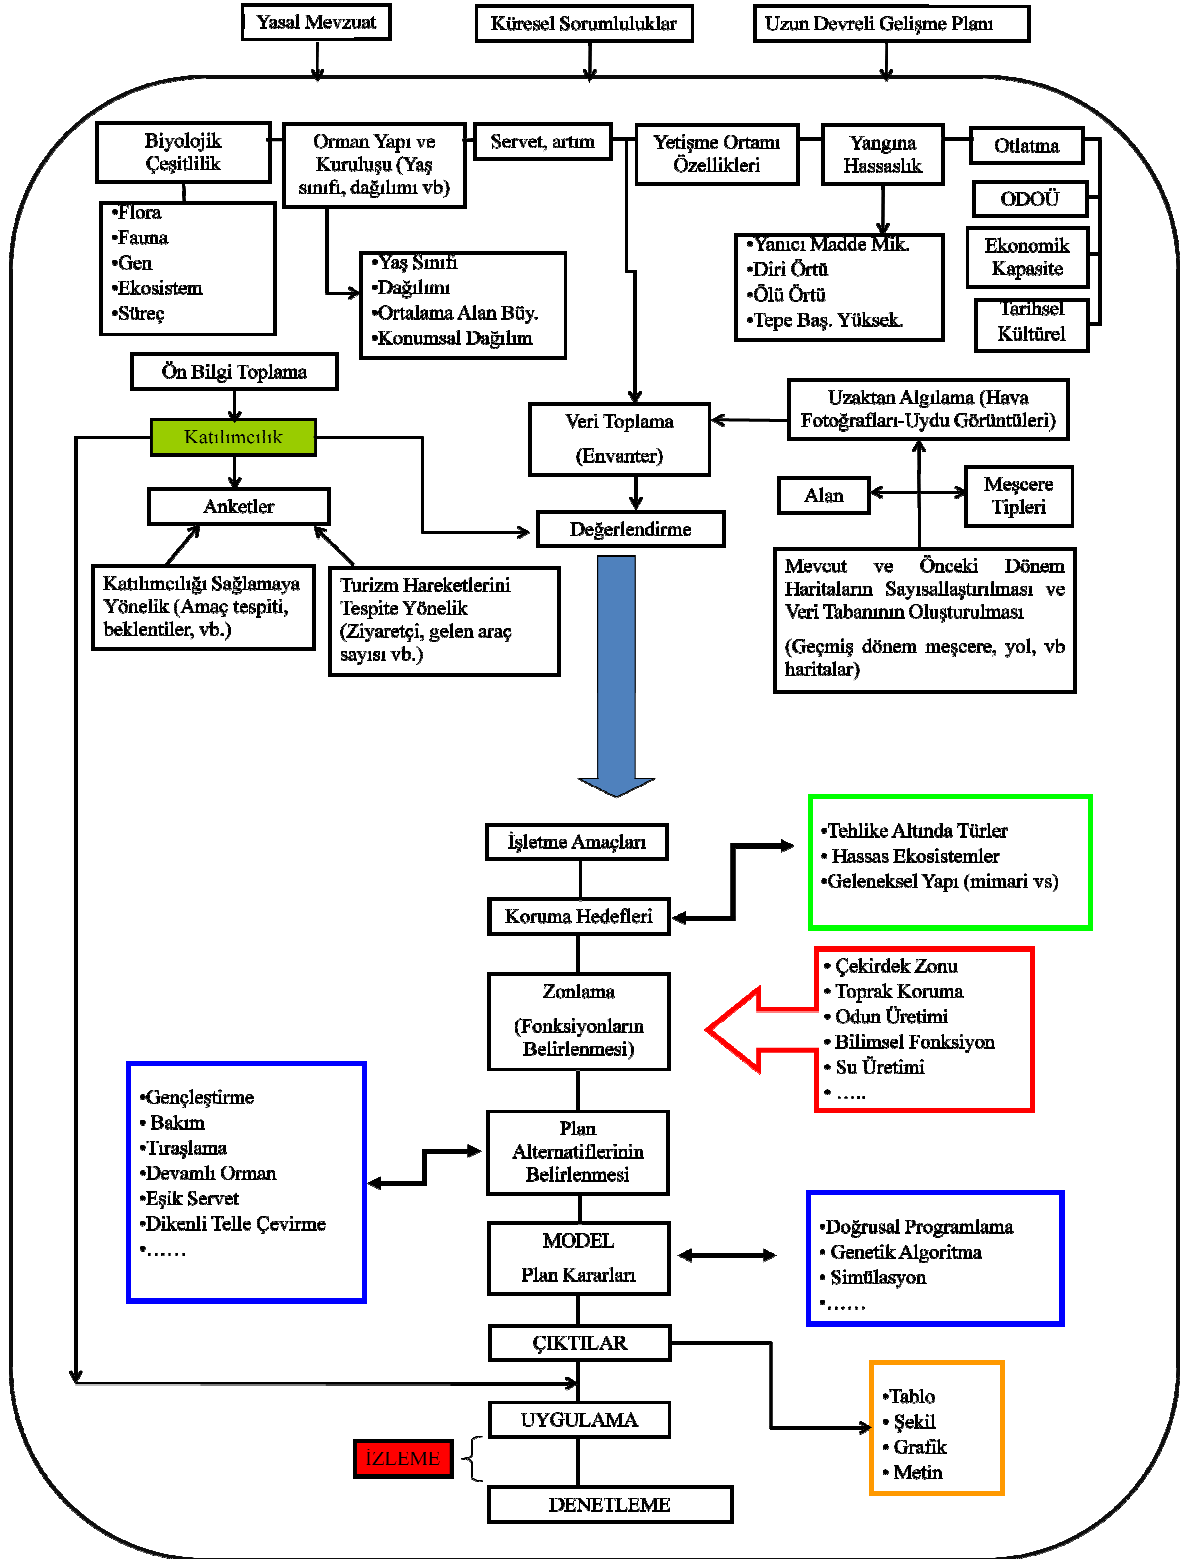 Yasal Mevzuat
Küresel Sorumluluklar
Uzun Devreli Gelişme Planı
Biyolojik
Çeşitlilik
Orman Yapı ve
Kuruluşu (Yaş
sınıfı, dağılımı vb)
Servet, artım
Yetişme Ortamı
Özellikleri
Yangına
Hassaslık
Otlatma
ODOÜ
Ekonomik
Kapasite
Tarihsel
Kültürel
•Flora
•Fauna
•Gen
•Ekosistem
•Süreç
•Yaş Sınıfı
•Dağılımı
•Ortalama Alan Büy.
•Konumsal Dağılım
•Yanıcı Madde Mik.
•Diri Örtü
•Ölü Örtü
•Tepe Baş. Yüksek.
Ön Bilgi Toplama
Katılımcılık
Anketler
Katılımcılığı Sağlamaya
Yönelik (Amaç tespiti,
beklentiler, vb.)
Turizm Hareketlerini
Tespite Yönelik
(Ziyaretçi, gelen araç
sayısı vb.)
Veri Toplama
(Envanter)
Değerlendirme
Uzaktan Algılama (Hava
Fotoğrafları-Uydu Görüntüleri)
Alan
Meşcere
Tipleri
Mevcut ve Önceki Dönem
Haritaların Sayısallaştırılması ve
Veri Tabanının Oluşturulması
(Geçmiş dönem meşcere, yol, vb
haritalar)
İşletme Amaçları
Koruma Hedefleri
•Tehlike Altında Türler
• Hassas Ekosistemler
•Geleneksel Yapı (mimari vs)
Zonlama
(Fonksiyonların
Belirlenmesi)
• Çekirdek Zonu
• Toprak Koruma
• Odun Üretimi
• Bilimsel Fonksiyon
• Su Üretimi
• …..
Plan
Alternatiflerinin
Belirlenmesi
•Gençleştirme
• Bakım
•Tıraşlama
•Devamlı Orman
•Eşik Servet
•Dikenli Telle Çevirme
•……
MODEL
Plan Kararları
•Doğrusal Programlama
• Genetik Algoritma
•Simülasyon
•……
ÇIKTILAR
•Tablo
• Şekil
• Grafik
• Metin
UYGULAMA
IZLEME
DENETLEME